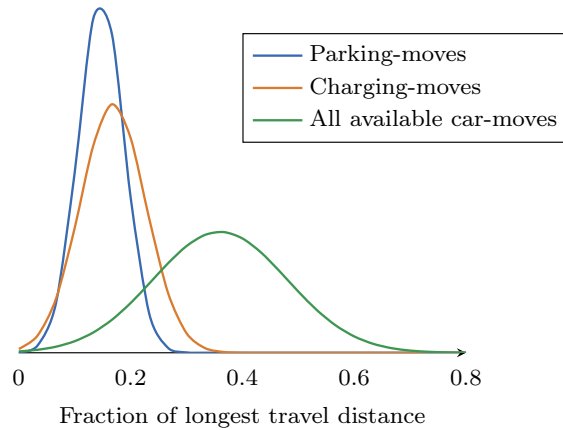 Parking-moves
Charging-moves
All available car-moves
0 0.2 0.4 0.6 0.8
Fraction of longest travel distance